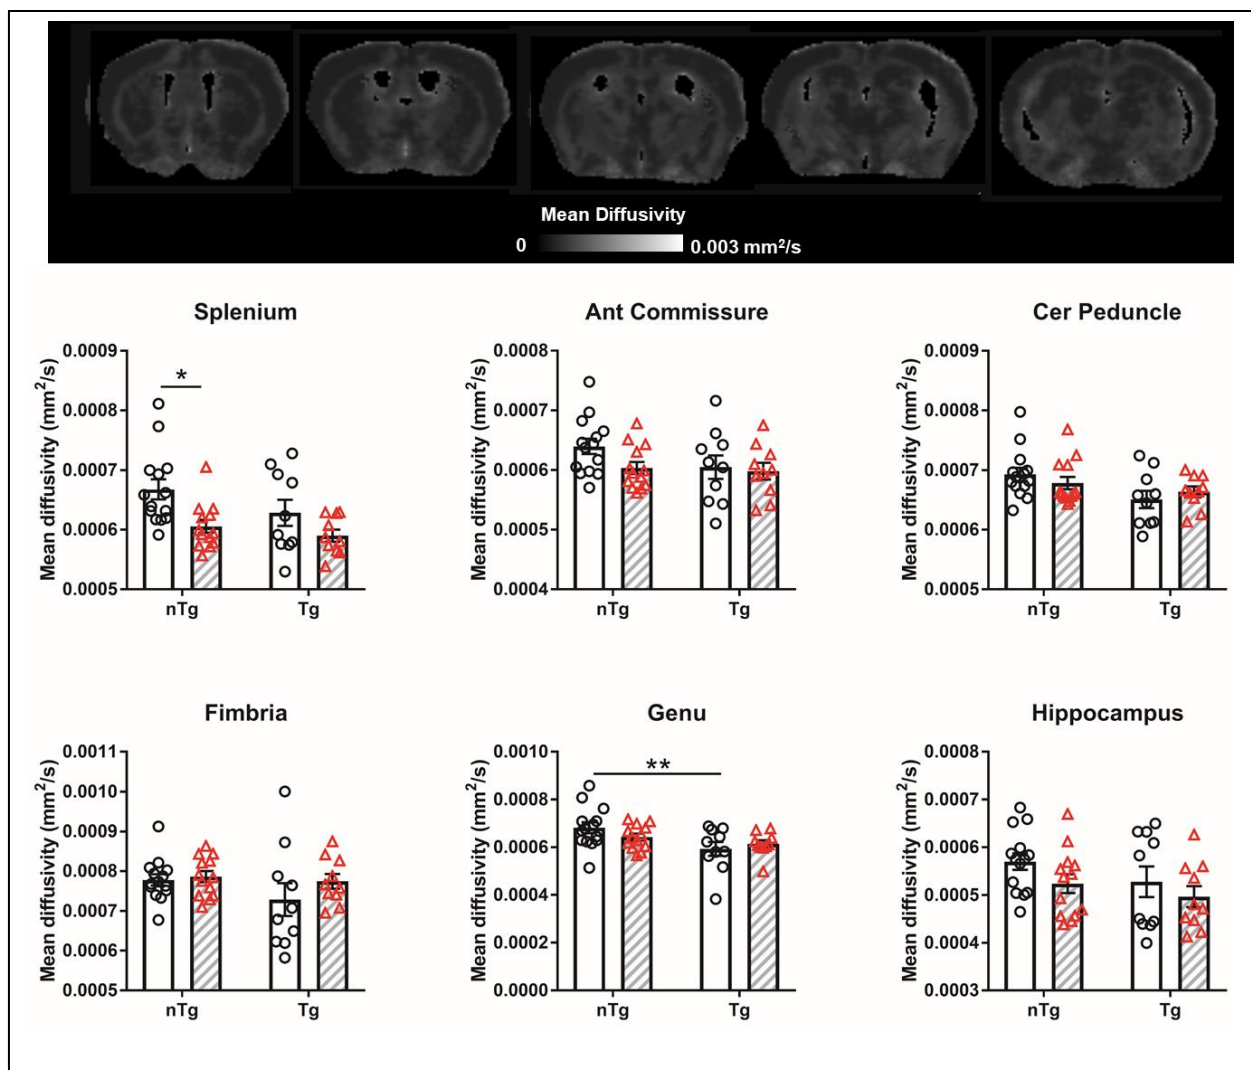 Mean Diffusivity
0 0.003 mm²/s
Splenium
Mean diffusivity (mm²/s)
0.0009
0.0008
0.0007
0.0006
0.0005
*
nTg Tg
Ant Commissure
Mean diffusivity (mm²/s)
0.0008
0.0007
0.0006
0.0005
0.0004
nTg Tg
Cer Peduncle
Mean diffusivity (mm²/s)
0.0009
0.0008
0.0007
0.0006
0.0005
nTg Tg
Fimbria
Mean diffusivity (mm²/s)
0.0011
0.0010
0.0009
0.0008
0.0007
0.0006
0.0005
nTg Tg
Genu
Mean diffusivity (mm²/s)
0.0010
0.0008
0.0006
0.0004
0.0002
0.0000
**
nTg Tg
Hippocampus
Mean diffusivity (mm²/s)
0.0008
0.0007
0.0006
0.0005
0.0004
0.0003
nTg Tg